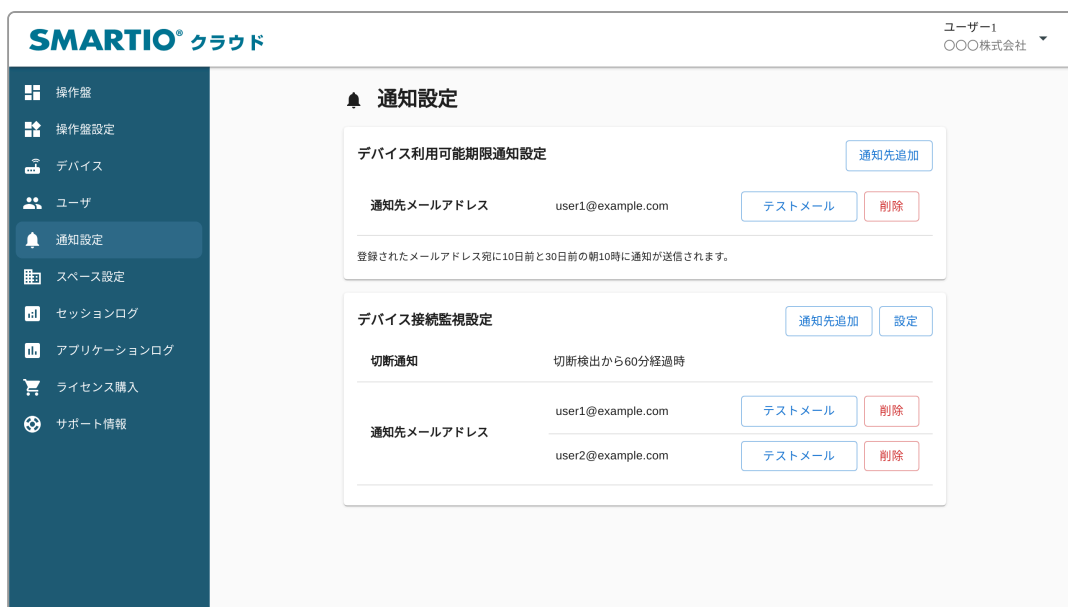 SMARTIO® クラウド
ユーザー1
〇〇〇株式会社
操作盤
操作盤設定
デバイス
ユーザ
通知設定
スペース設定
セッションログ
アプリケーションログ
ライセンス購入
サポート情報
通知設定
デバイス利用可能期限通知設定 通知先追加
通知先メールアドレス user1@example.com テストメール 削除
登録されたメールアドレス宛に10日前と30日前の朝10時に通知が送信されます。
デバイス接続監視設定 通知先追加 設定
切断通知 切断検出から60分経過時
user1@example.com テストメール 削除
通知先メールアドレス
user2@example.com テストメール 削除